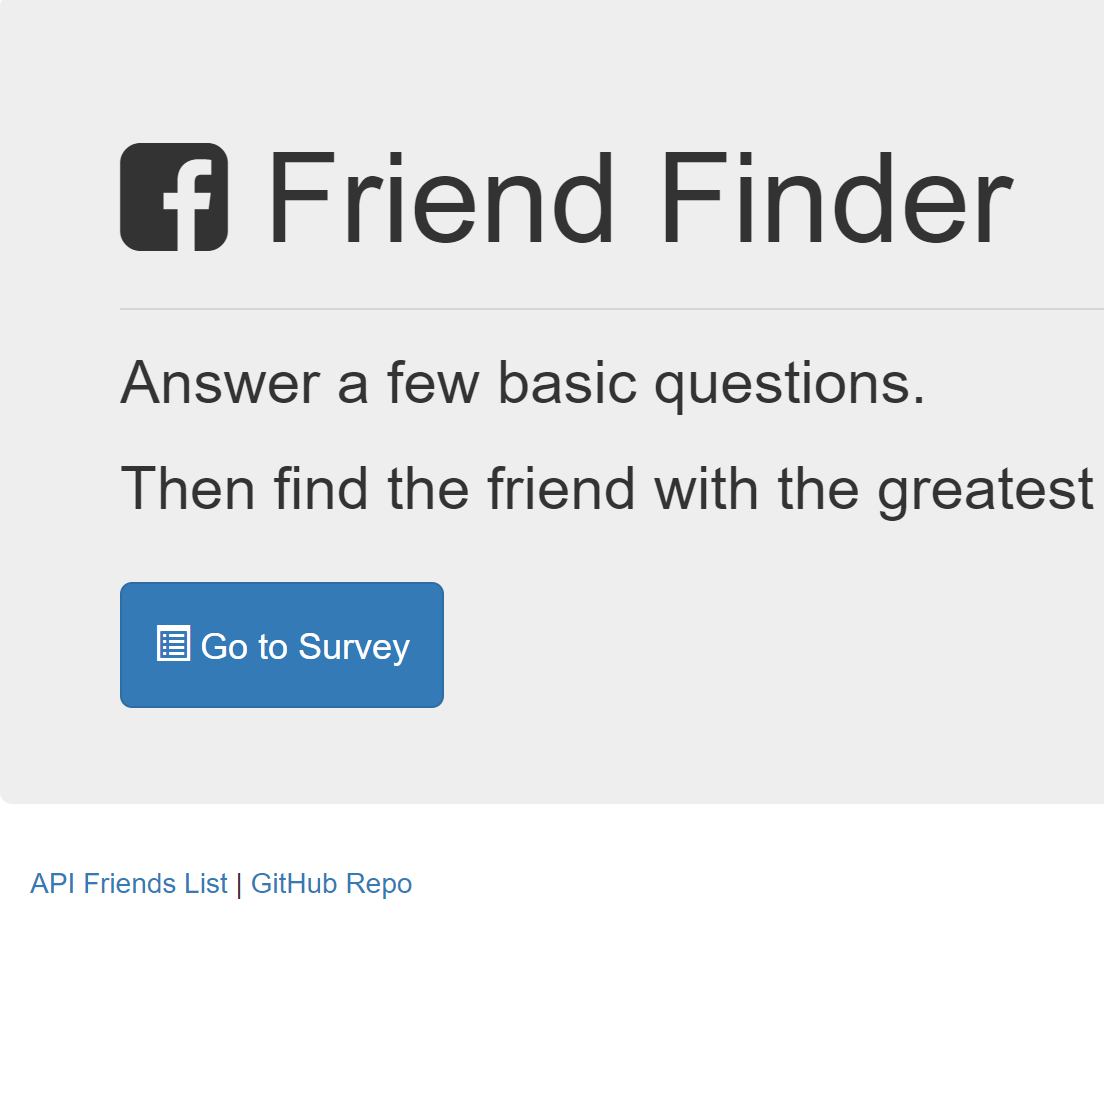 Friend Finder
Answer a few basic questions.
Then find the friend with the greatest
Go to Survey
API Friends List | GitHub Repo